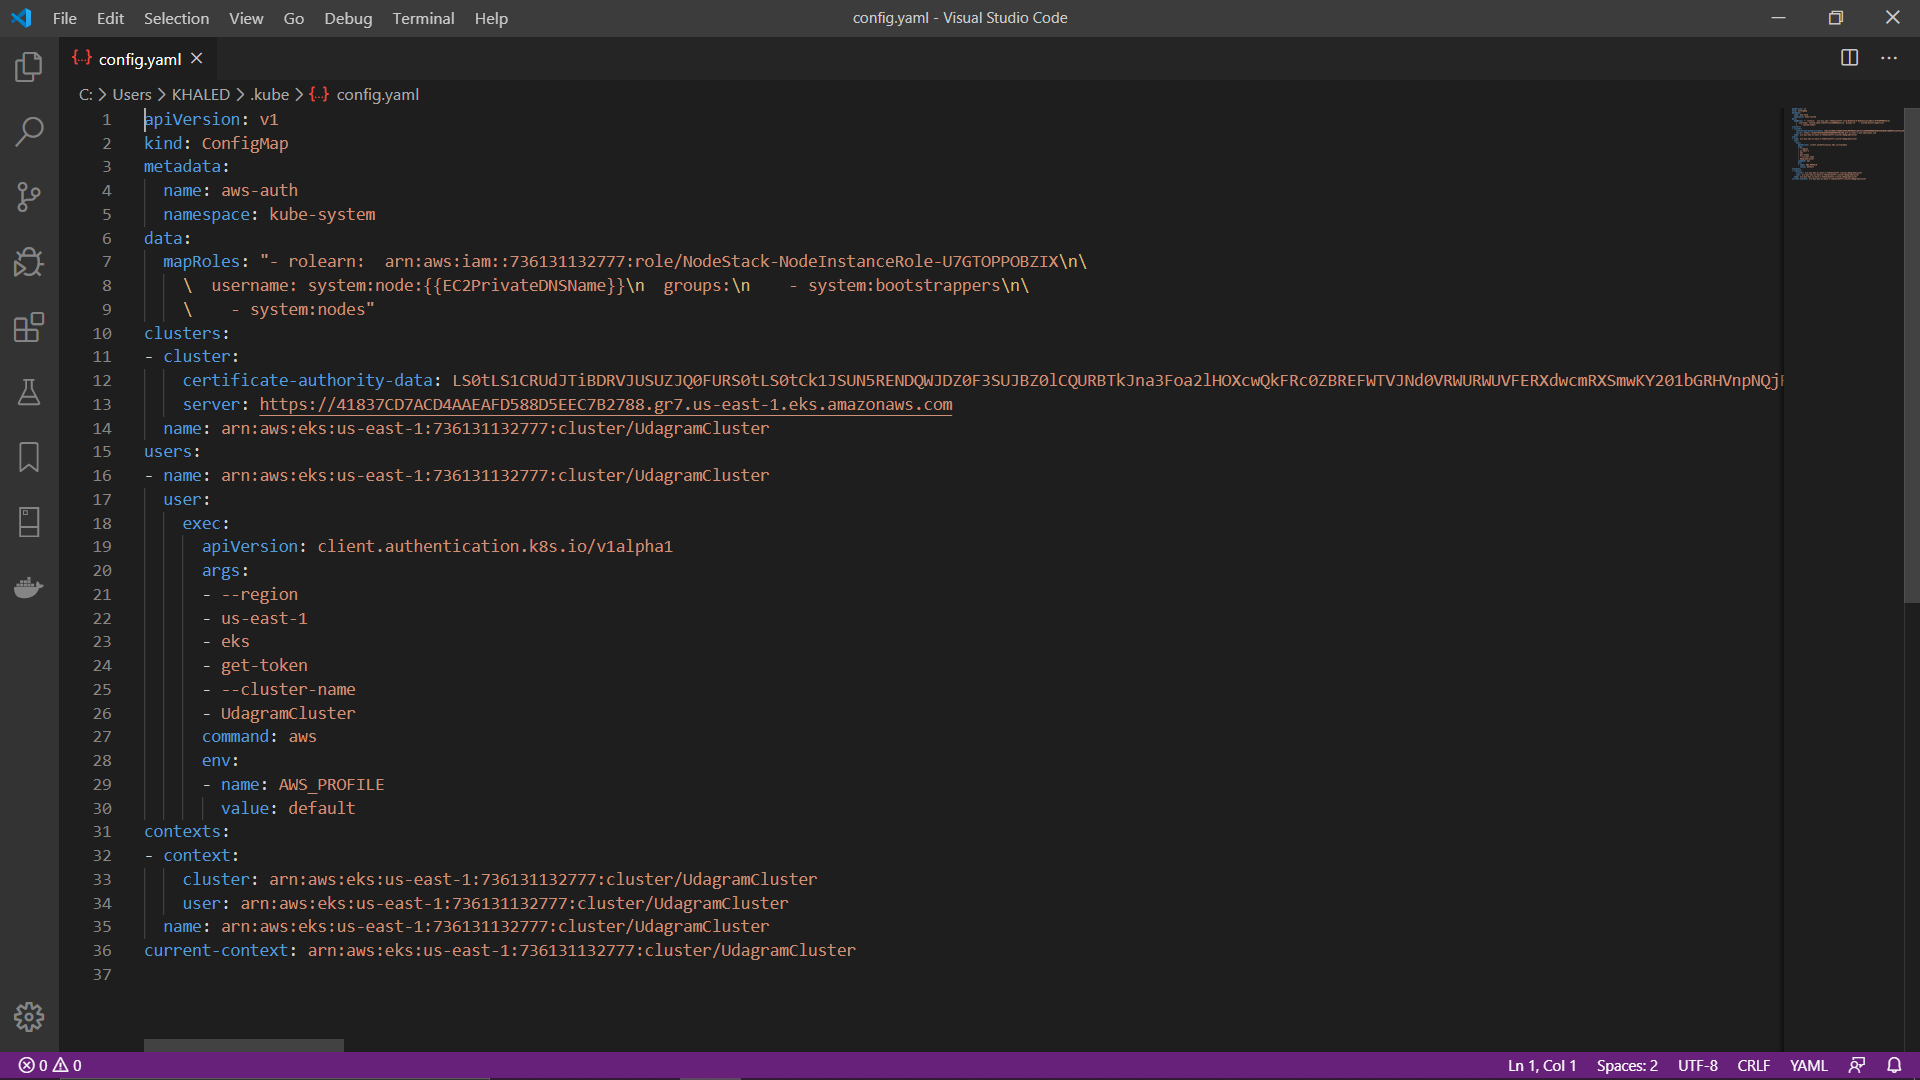 File Edit Selection View Go Debug Terminal Help
config.yaml - Visual Studio Code
config.yaml
C: > Users > KHALED > .kube > {..} config.yaml
1 apiVersion: v1
2 kind: ConfigMap
3 metadata:
4   name: aws-auth
5   namespace: kube-system
6 data:
7   mapRoles: "- rolearn:  arn:aws:iam::736131132777:role/NodeStack-NodeInstanceRole-U7GTOPPOBZIX\n\
8     \  username: system:node:{{EC2PrivateDNSName}}\n  groups:\n    - system:bootstrappers\n\
9     \    - system:nodes"
10 clusters:
11 - cluster:
12     certificate-authority-data:
13     server: https://41837CD7ACD4AAEAFD588D5EEC7B2788.gr7.us-east-1.eks.amazonaws.com
14   name: arn:aws:eks:us-east-1:736131132777:cluster/UdagramCluster
15 users:
16 - name: arn:aws:eks:us-east-1:736131132777:cluster/UdagramCluster
17   user:
18     exec:
19       apiVersion: client.authentication.k8s.io/v1alpha1
20       args:
21       - --region
22       - us-east-1
23       - eks
24       - get-token
25       - --cluster-name
26       - UdagramCluster
27       command: aws
28       env:
29       - name: AWS_PROFILE
30         value: default
31 contexts:
32 - context:
33     cluster: arn:aws:eks:us-east-1:736131132777:cluster/UdagramCluster
34     user: arn:aws:eks:us-east-1:736131132777:cluster/UdagramCluster
35   name: arn:aws:eks:us-east-1:736131132777:cluster/UdagramCluster
36 current-context: arn:aws:eks:us-east-1:736131132777:cluster/UdagramCluster
37
0 0 Ln 1, Col 1 Spaces: 2 UTF-8 CRLF YAML